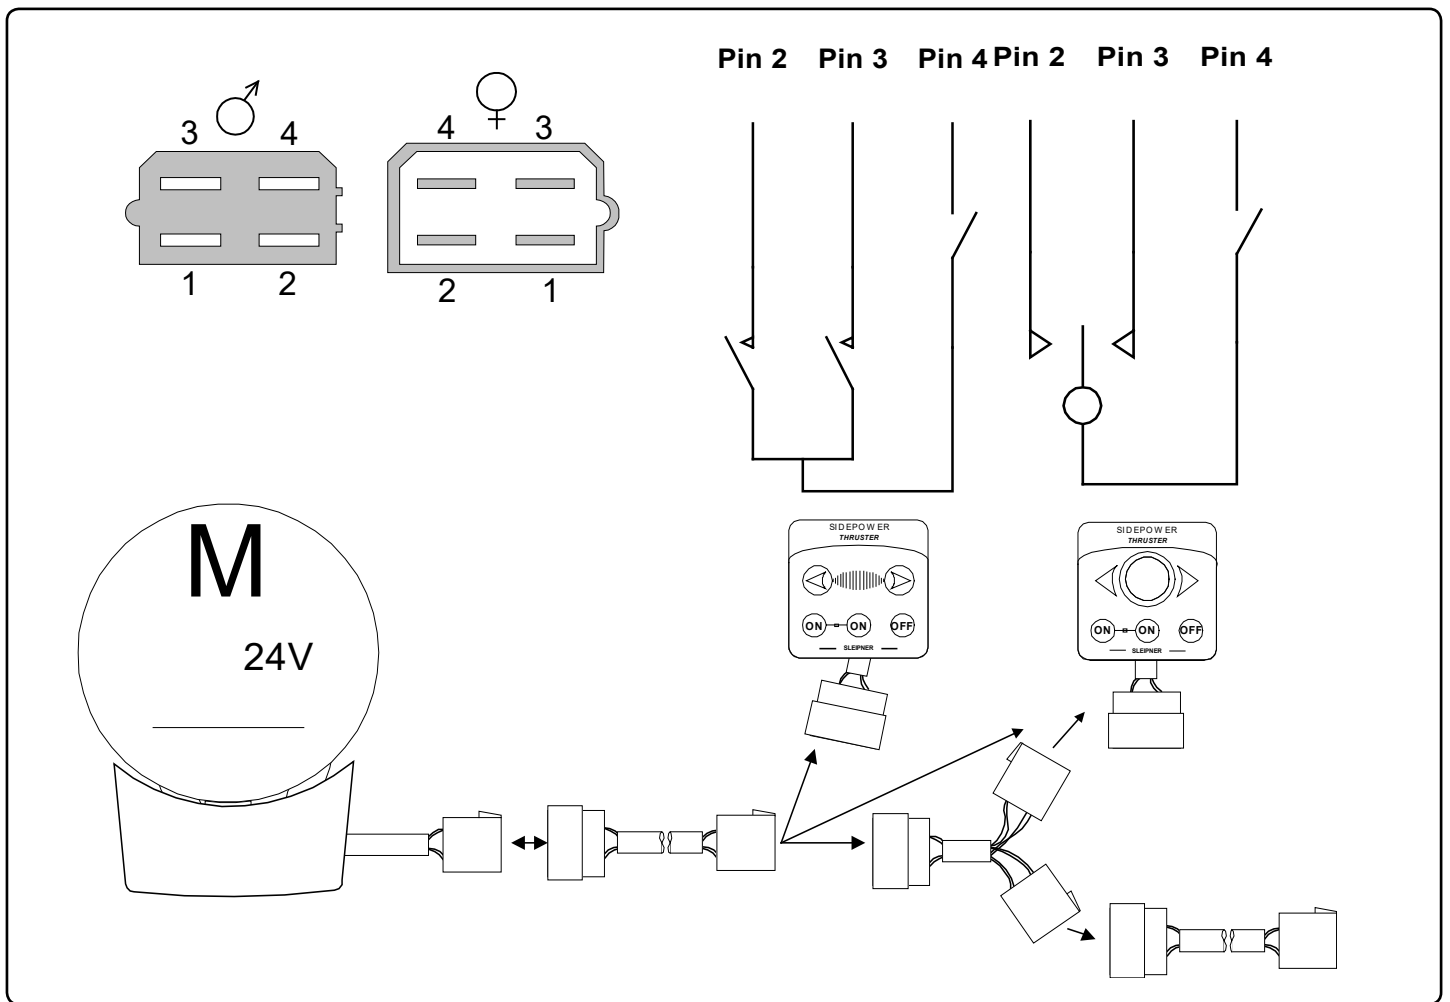 Pin 2 Pin 3 Pin 4 Pin 2 Pin 3 Pin 4
3 4
4 3
1 2
2 1
M
24V
SIDEPOWER
THRUSTER
ON ON OFF
SLEIPNER
SIDEPOWER
THRUSTER
ON ON OFF
SLEIPNER